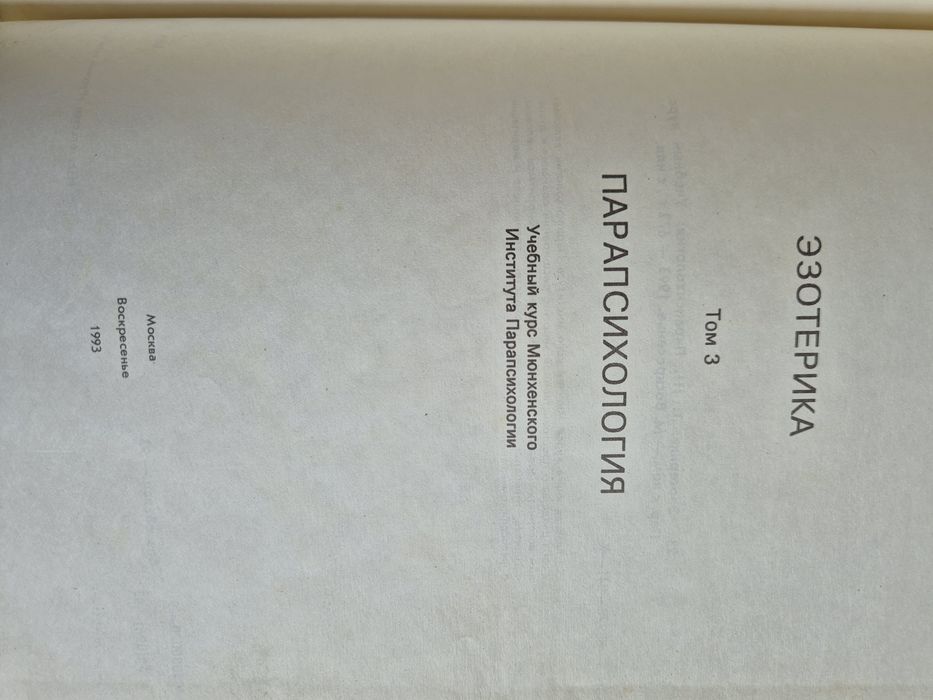 ЭЗОТЕРИКА
Том 3
ПАРАПСИХОЛОГИЯ
Учебный курс Мюнхенского
Института Парапсихологии
Москва
Воскресенье
1993